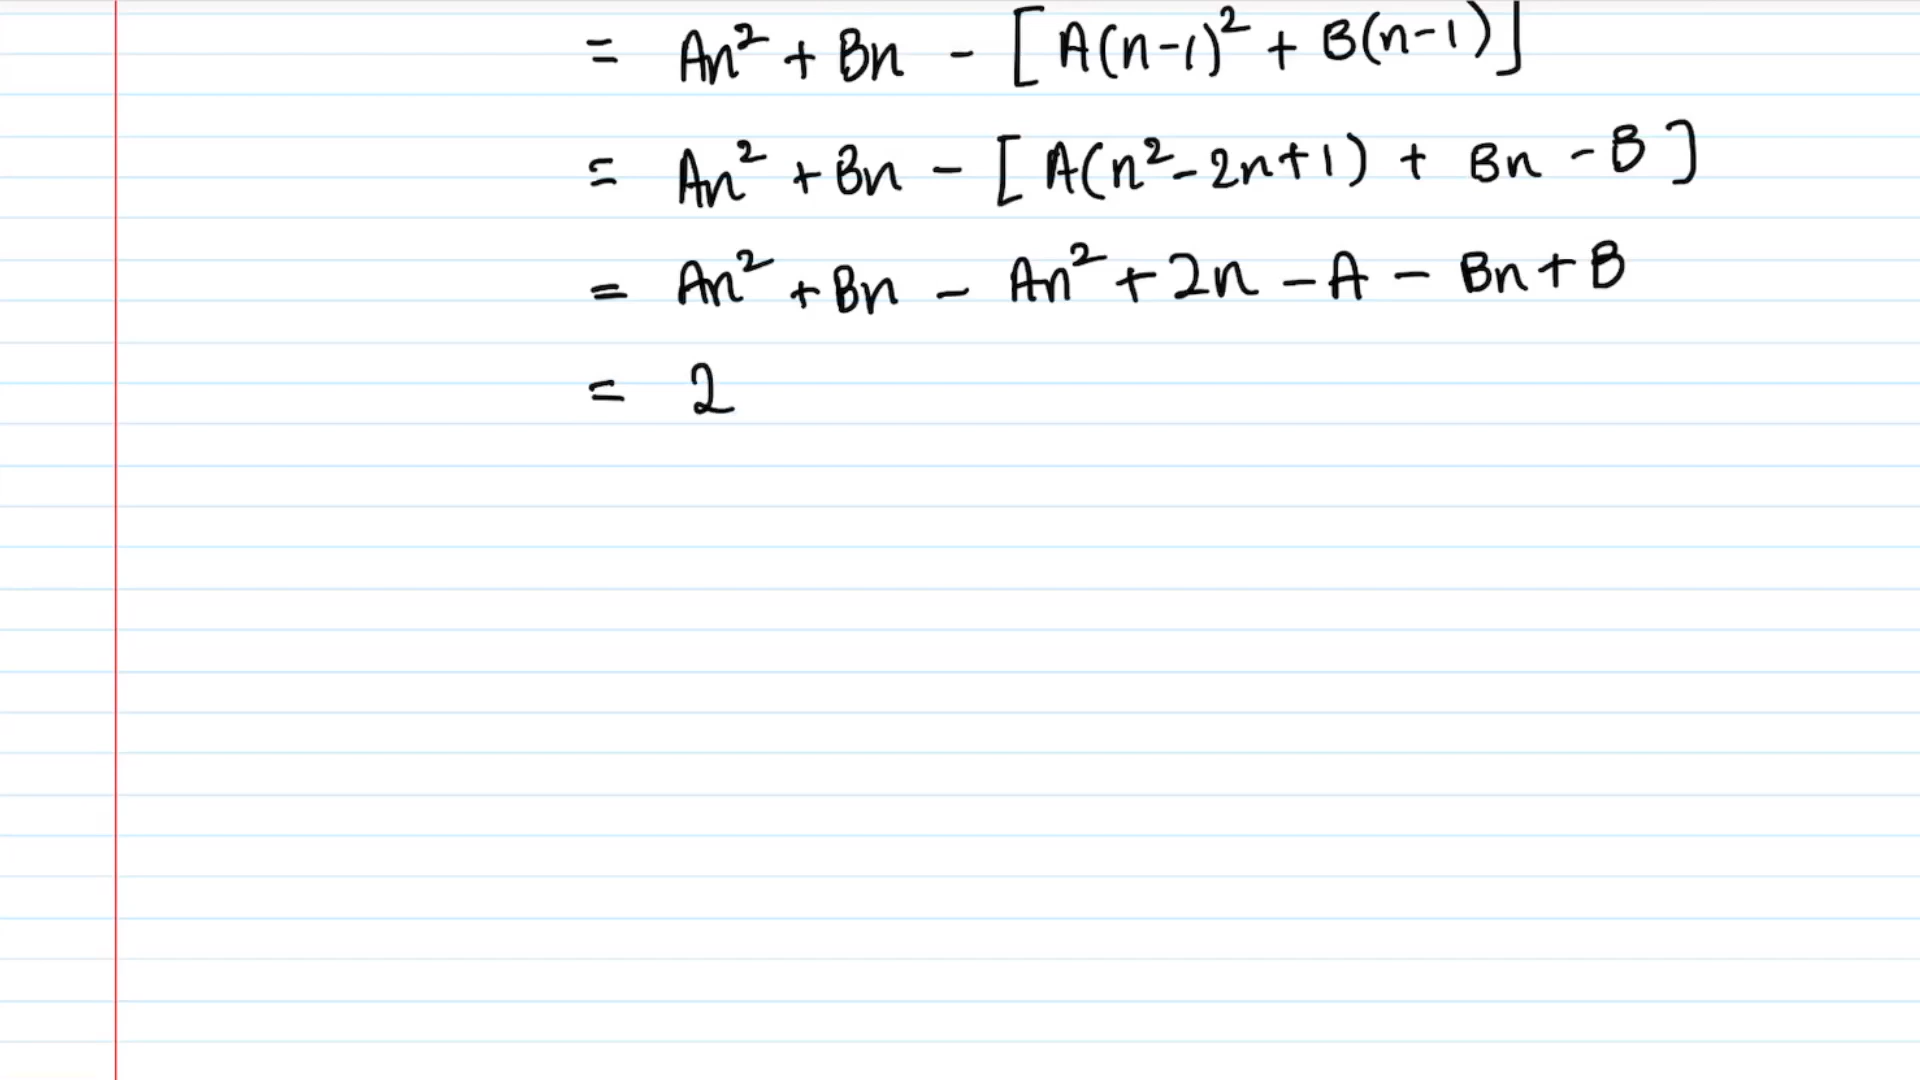 = An² + Bn - [A(n-1)² + B(n-1)]
= An² + Bn - [A(n²-2n+1) + Bn - B]
= An² + Bn - An² + 2n - A - Bn + B
= 2